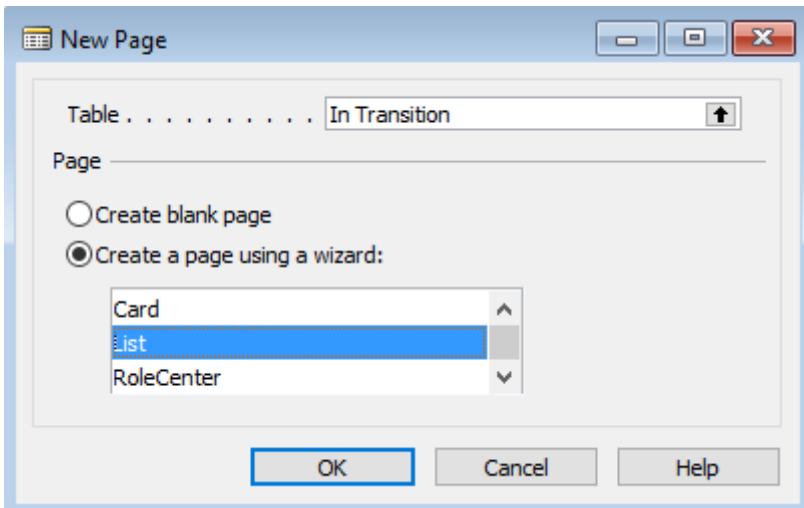 New Page
Table . . . . . . . . . . In Transition
Page
Create blank page
Create a page using a wizard:
Card
List
RoleCenter
OK Cancel Help